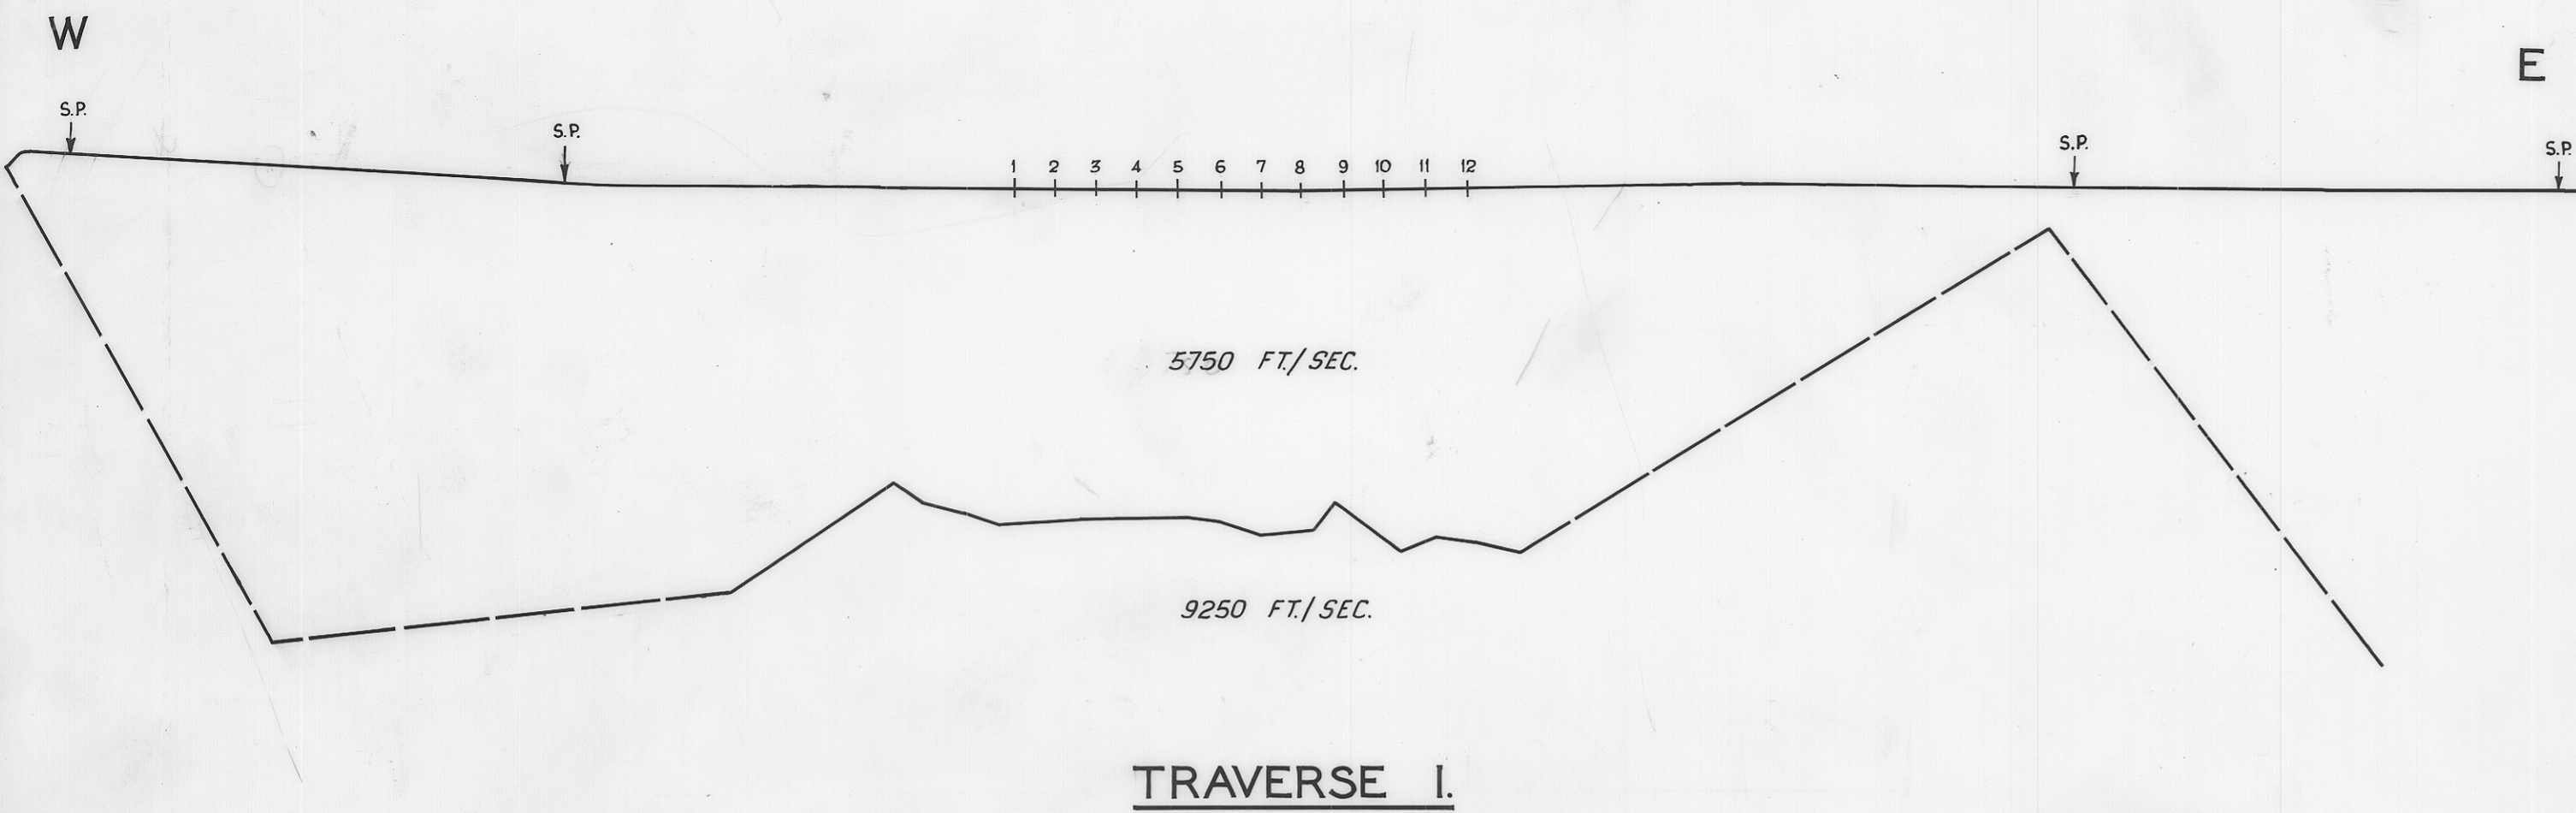 W
E
S.P.
S.P.
S.P.
S.P.
1 2 3 4 5 6 7 8 9 10 11 12
5750 FT./SEC.
9250 FT./SEC.
TRAVERSE 1.